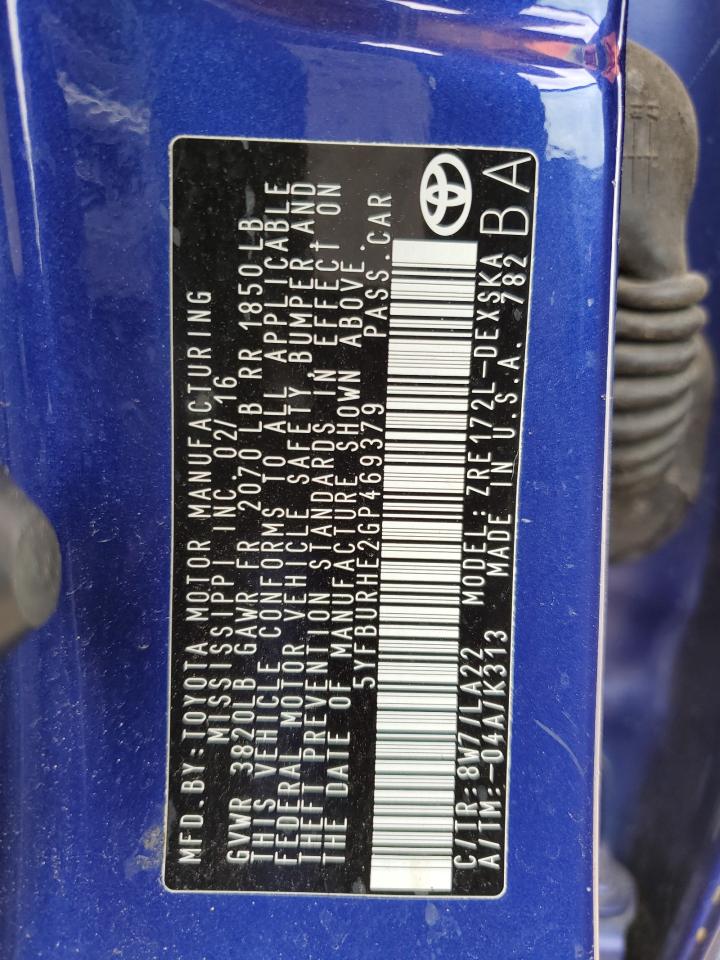 MFD. BY: TOYOTA MOTOR MANUFACTURING
MISSISSIPPI INC. 02/16
GVWR 3820LB GAWR FR 2070 LB RR 1850 LB
THIS VEHICLE CONFORMS TO ALL APPLICABLE
FEDERAL MOTOR VEHICLE SAFETY BUMPER AND
THEFT PREVENTION STANDARDS IN EFFECT ON
THE DATE OF MANUFACTURE SHOWN ABOVE.
5YFBURHE2GP469379 PASS. CAR
C/TR: 8W7/LA22 MODEL: ZRE172L-DEXSKA
A/TM: -04A/K313 MADE IN U.S.A. 782 BA